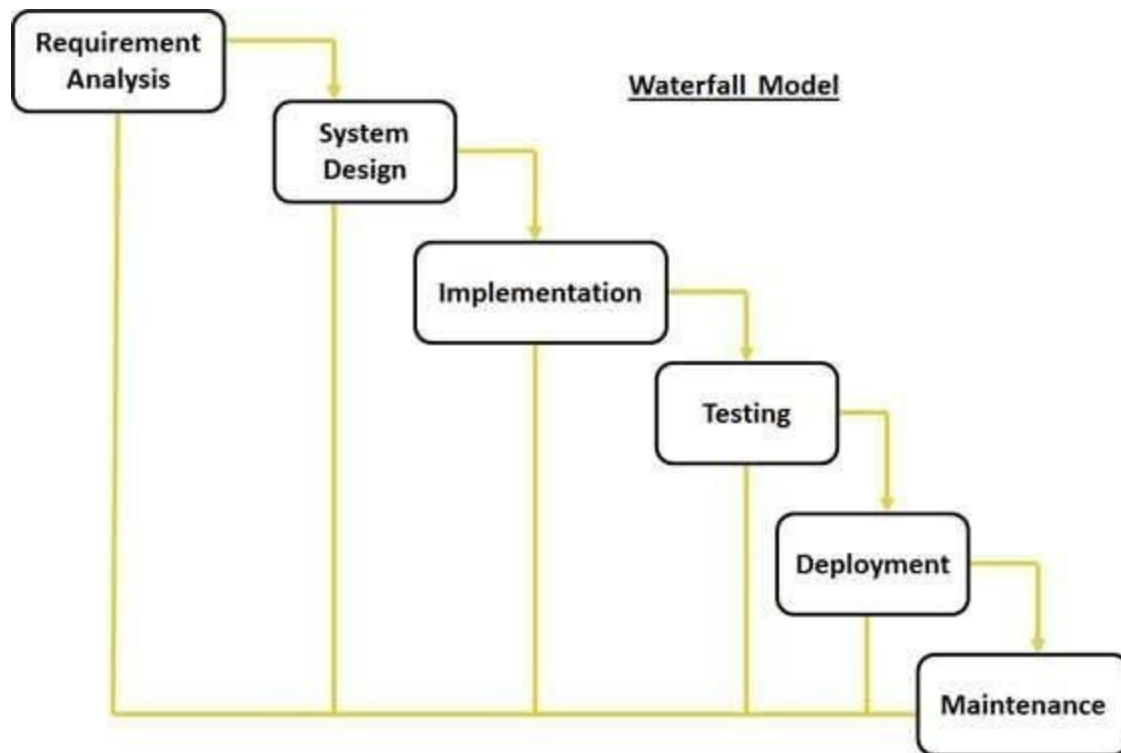 Requirement
Analysis
Waterfall Model
System
Design
Implementation
Testing
Deployment
Maintenance